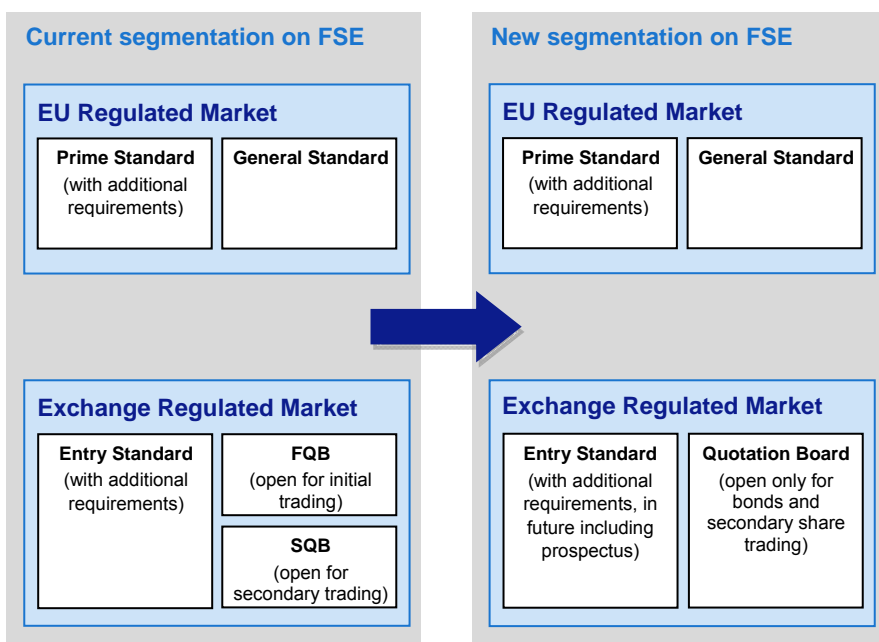 Current segmentation on FSE
EU Regulated Market
Prime Standard
(with additional
requirements)
General Standard
Exchange Regulated Market
Entry Standard
(with additional
requirements)
FQB
(open for initial
trading)
SQB
(open for
secondary trading)
New segmentation on FSE
EU Regulated Market
Prime Standard
(with additional
requirements)
General Standard
Exchange Regulated Market
Entry Standard
(with additional
requirements, in
future including
prospectus)
Quotation Board
(open only for
bonds and
secondary share
trading)